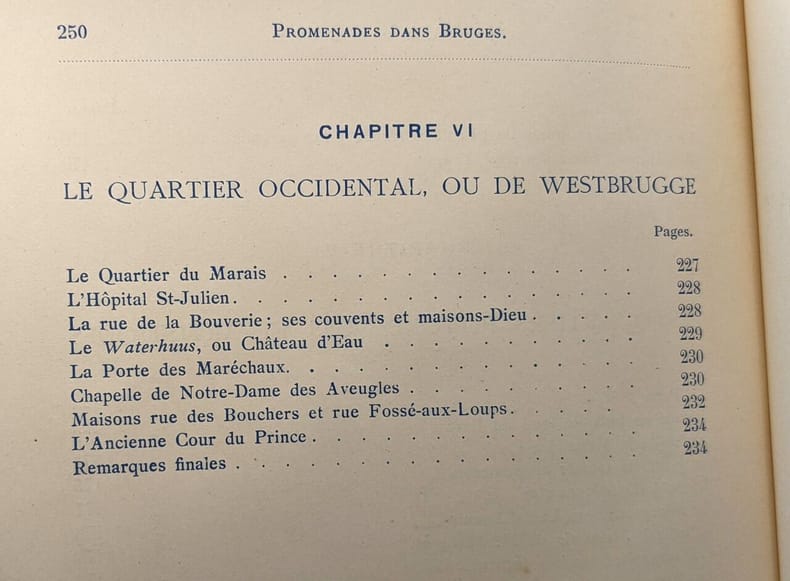 250 PROMENADES DANS BRUGES.
CHAPITRE VI
LE QUARTIER OCCIDENTAL, OU DE WESTBRUGGE
Pages.
Le Quartier du Marais . . . . . . . . . . . . . . . 227
L'Hôpital St-Julien. . . . . . . . . . . . . . . . . 228
La rue de la Bouverie; ses couvents et maisons-Dieu . . . . . 228
Le Waterhuus, ou Château d'Eau . . . . . . . . . . . 229
La Porte des Maréchaux. . . . . . . . . . . . . . . 230
Chapelle de Notre-Dame des Aveugles . . . . . . . . . . 230
Maisons rue des Bouchers et rue Fossé-aux-Loups. . . . . . 232
L'Ancienne Cour du Prince . . . . . . . . . . . . . . 234
Remarques finales . . . . . . . . . . . . . . . . . 234